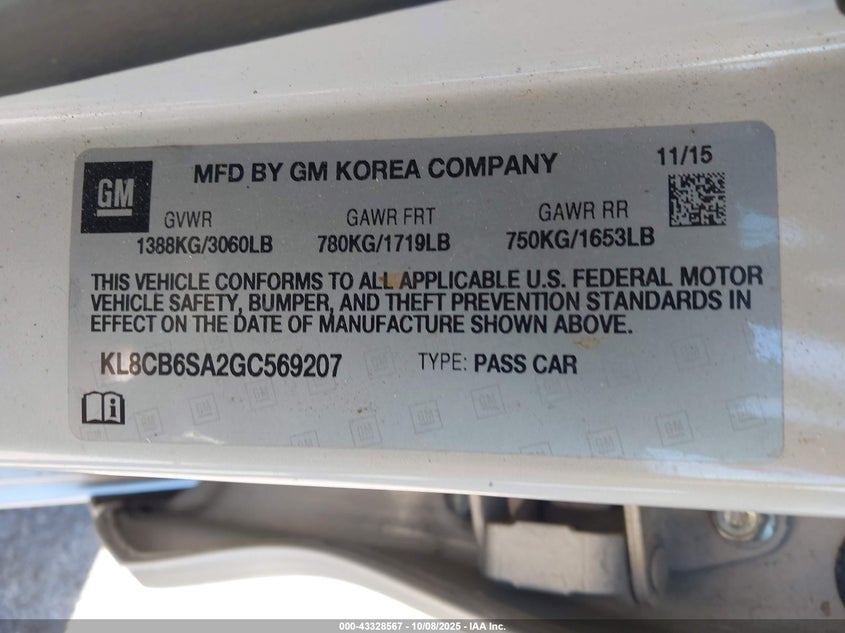 GM
MFD BY GM KOREA COMPANY
11/15
GVWR
GAWR FRT
GAWR RR
1388KG/3060LB
780KG/1719LB
750KG/1653LB
THIS VEHICLE CONFORMS TO ALL APPLICABLE U.S. FEDERAL MOTOR
VEHICLE SAFETY, BUMPER, AND THEFT PREVENTION STANDARDS IN
EFFECT ON THE DATE OF MANUFACTURE SHOWN ABOVE.
KL8CB6SA2GC569207
TYPE: PASS CAR
000-43328567 - 10/08/2025 - IAA Inc.